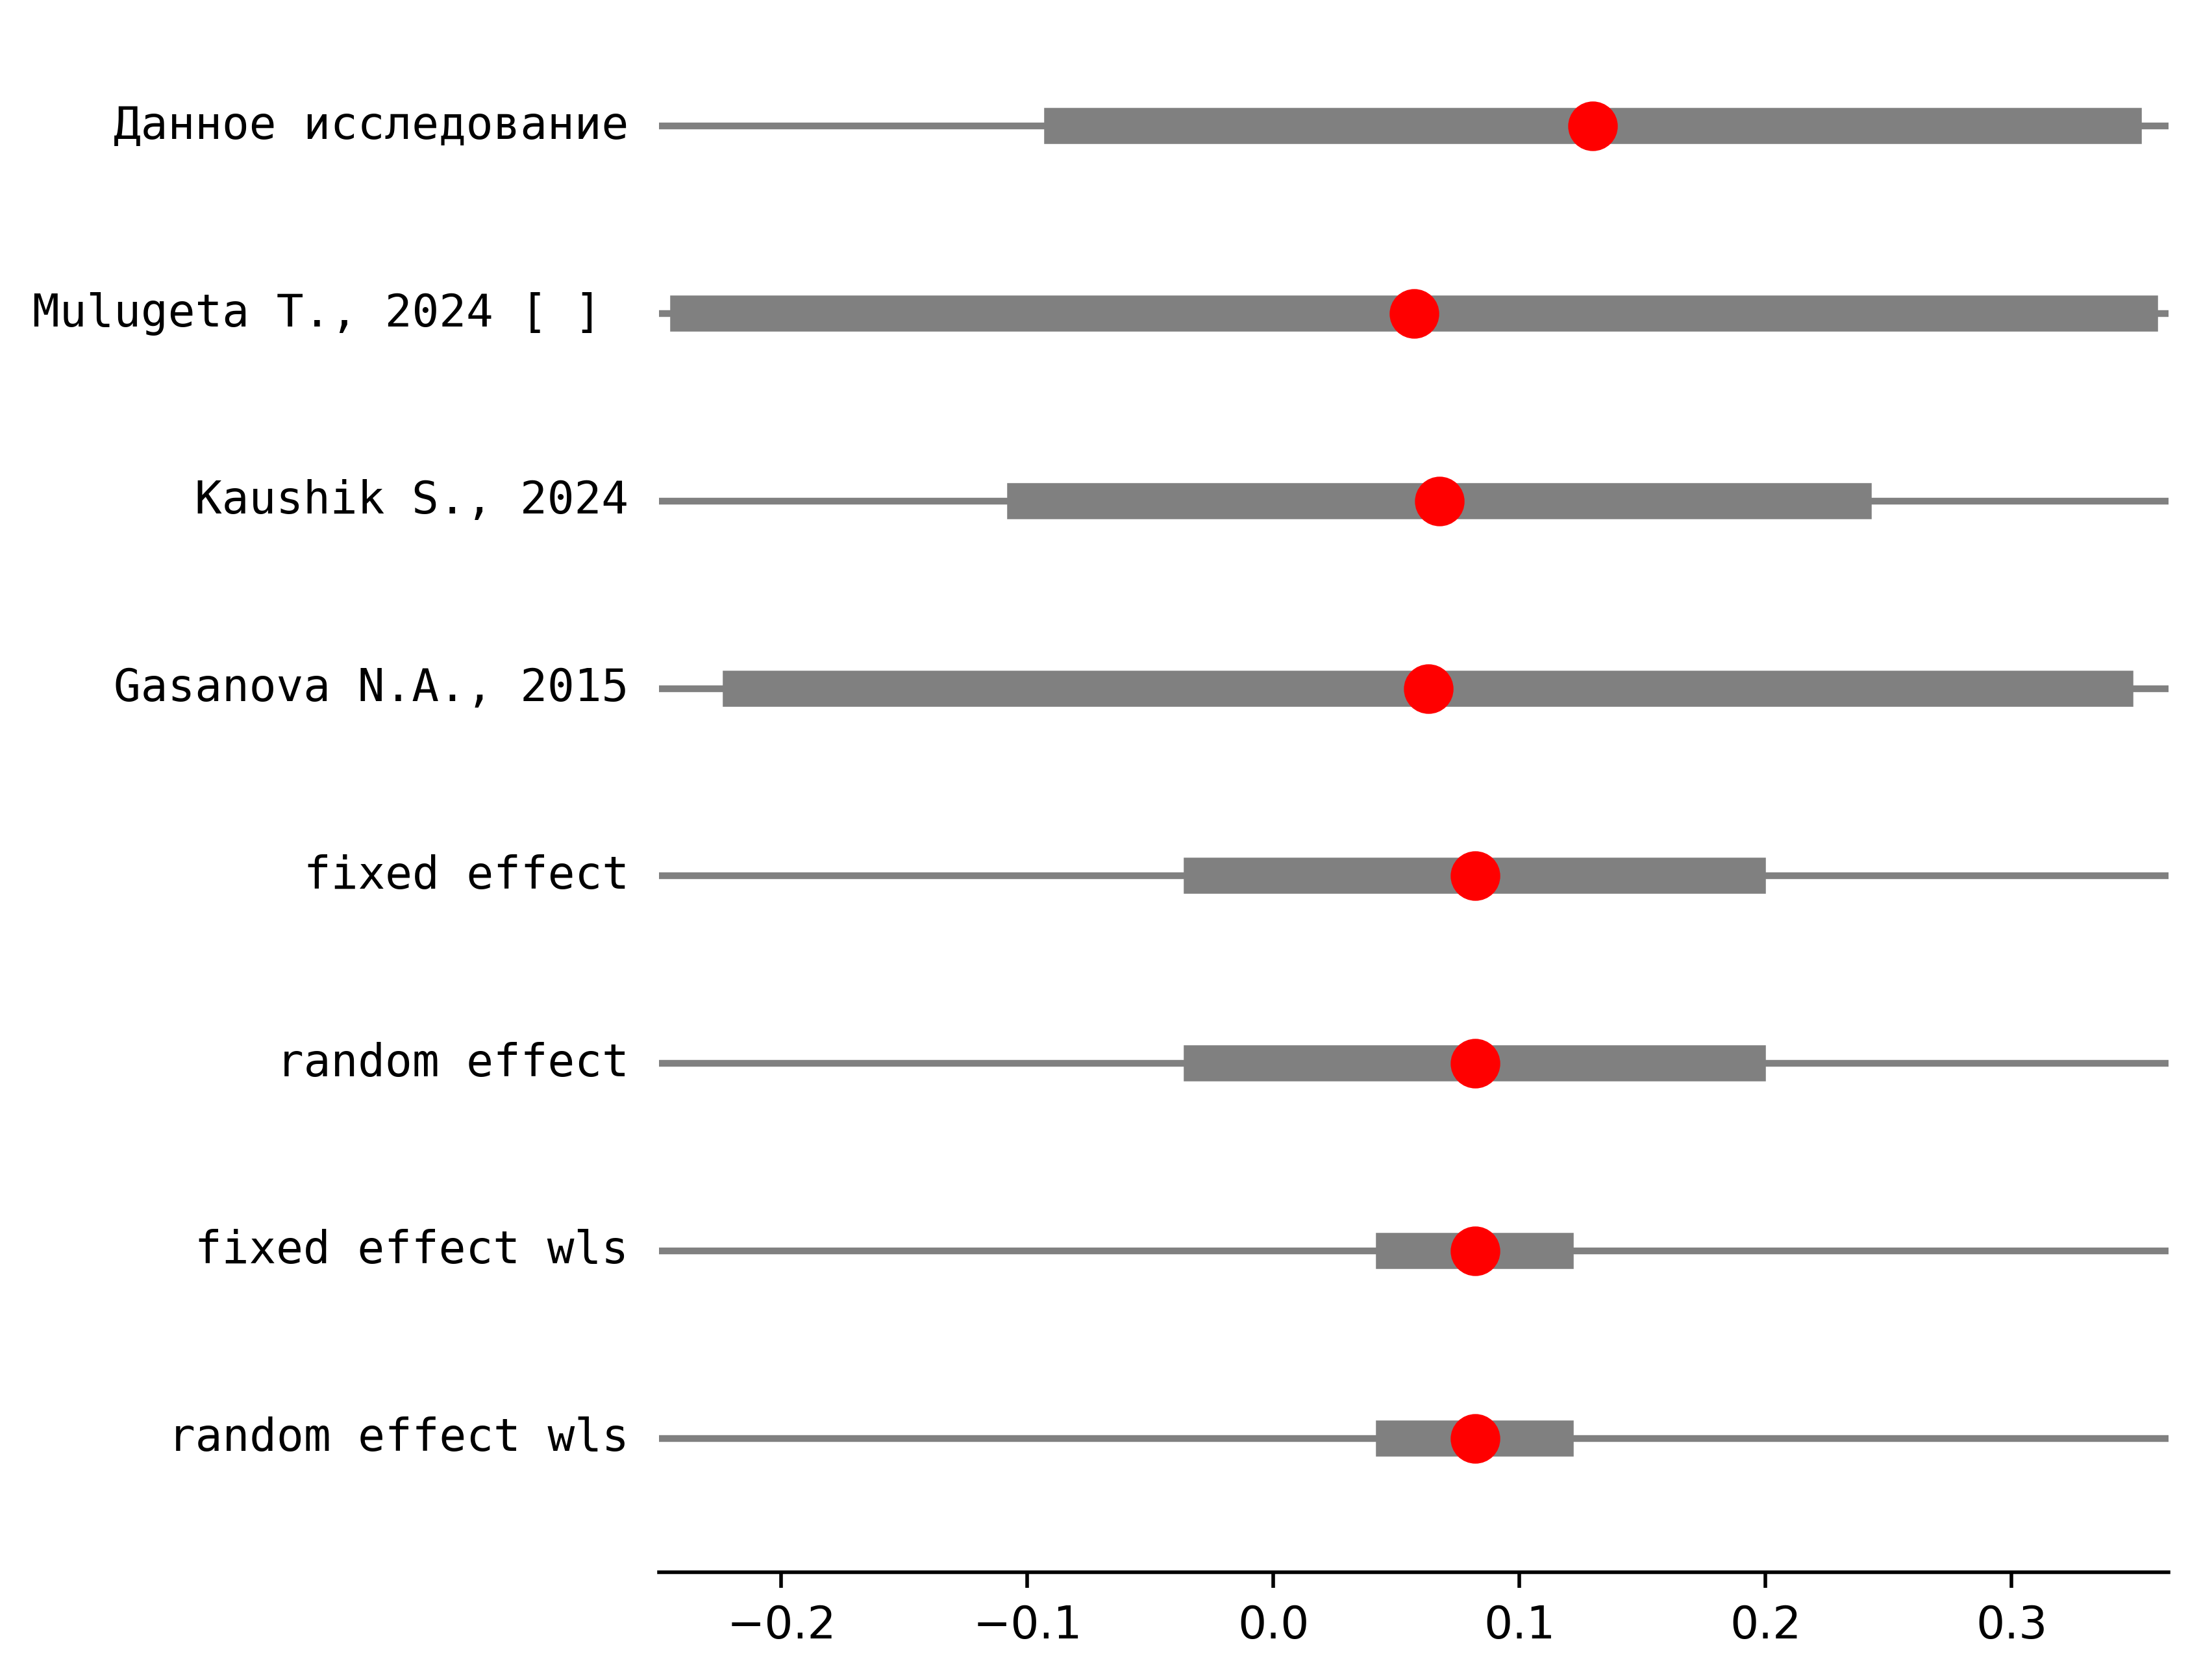 Данное исследование
Mulugeta T., 2024 [ ]
Kaushik S., 2024
Gasanova N.A., 2015
fixed effect
random effect
fixed effect wls
random effect wls
−0.2 −0.1 0.0 0.1 0.2 0.3